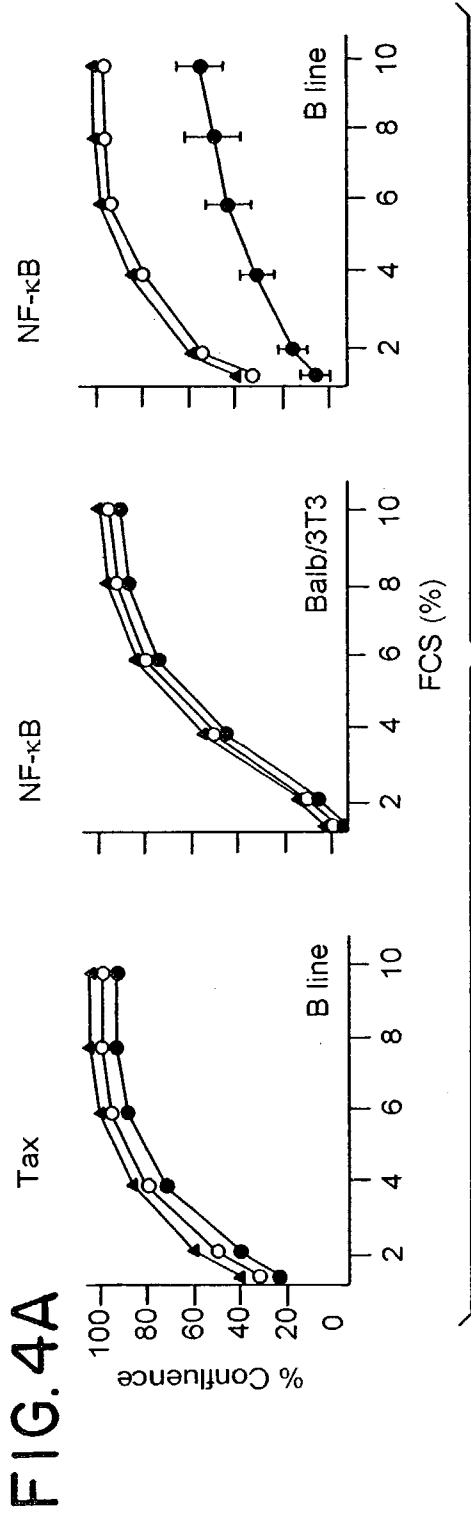 FIG. 4A
Tax
NF-κB
NF-κB
% Confluence
100
80
60
40
20
0
B line
2 4 6 8 10
Balb/3T3
2 4 6 8 10
B line
2 4 6 8 10
FCS (%)